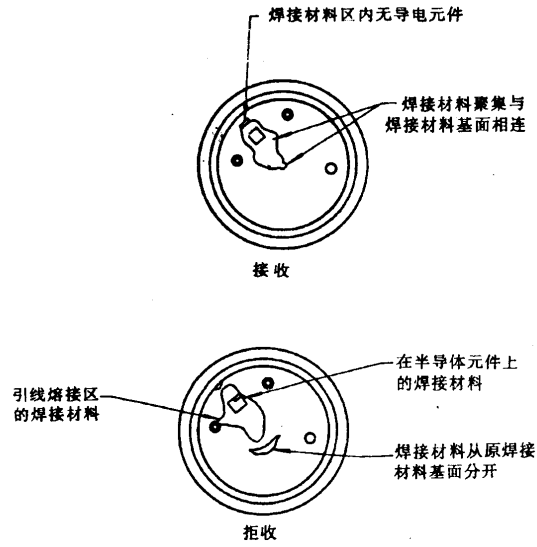 焊接材料区内无导电元件
焊接材料聚集与
焊接材料基面相连
接收
在半导体元件上
的焊接材料
引线熔接区
的焊接材料
焊接材料从原焊接
材料基面分开
拒收